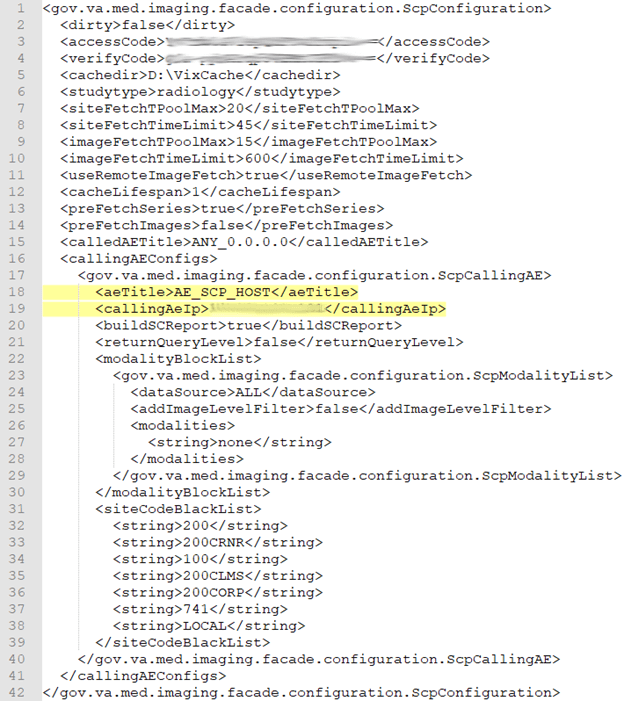 1 <gov.va.med.imaging.facade.configuration.ScpConfiguration>
2 <dirty>false</dirty>
3 <accessCode></accessCode>
4 <verifyCode></verifyCode>
5 <cachedir>D:\VixCache</cachedir>
6 <studytype>radiology</studytype>
7 <siteFetchTPoolMax>20</siteFetchTPoolMax>
8 <siteFetchTimeLimit>45</siteFetchTimeLimit>
9 <imageFetchTPoolMax>15</imageFetchTPoolMax>
10 <imageFetchTimeLimit>600</imageFetchTimeLimit>
11 <useRemoteImageFetch>true</useRemoteImageFetch>
12 <cacheLifespan>1</cacheLifespan>
13 <preFetchSeries>true</preFetchSeries>
14 <preFetchImages>false</preFetchImages>
15 <calledAETitle>ANY_0.0.0.0</calledAETitle>
16 <callingAEConfigs>
17 <gov.va.med.imaging.facade.configuration.ScpCallingAE>
18 <aeTitle>AE_SCP_HOST</aeTitle>
19 <callingAeIp></callingAeIp>
20 <buildSCReport>true</buildSCReport>
21 <returnQueryLevel>false</returnQueryLevel>
22 <modalityBlockList>
23 <gov.va.med.imaging.facade.configuration.ScpModalityList>
24 <dataSource>ALL</dataSource>
25 <addImageLevelFilter>false</addImageLevelFilter>
26 <modalities>
27 <string>none</string>
28 </modalities>
29 </gov.va.med.imaging.facade.configuration.ScpModalityList>
30 </modalityBlockList>
31 <siteCodeBlackList>
32 <string>200</string>
33 <string>200CRNR</string>
34 <string>100</string>
35 <string>200CLMS</string>
36 <string>200CORP</string>
37 <string>741</string>
38 <string>LOCAL</string>
39 </siteCodeBlackList>
40 </gov.va.med.imaging.facade.configuration.ScpCallingAE>
41 </callingAEConfigs>
42 </gov.va.med.imaging.facade.configuration.ScpConfiguration>